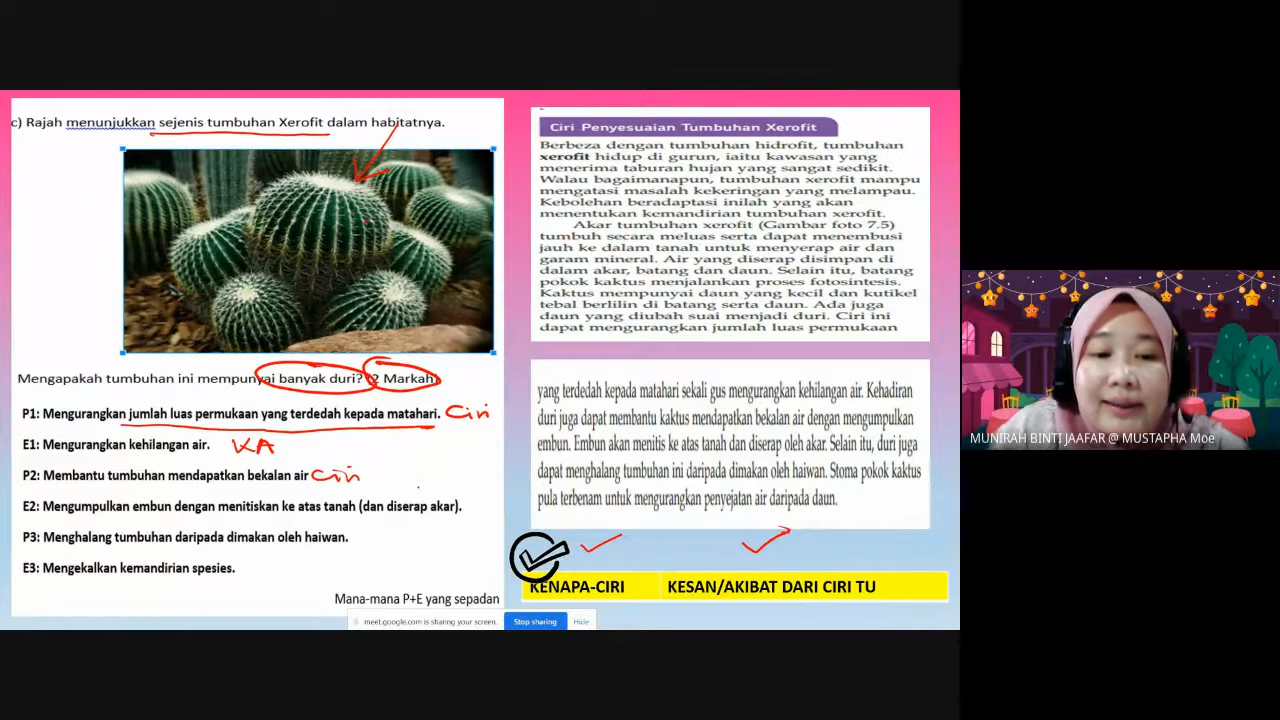 c) Rajah menunjukkan sejenis tumbuhan Xerofit dalam habitatnya.
Mengapakah tumbuhan ini mempunyai banyak duri? (2 Markah)
P1: Mengurangkan jumlah luas permukaan yang terdedah kepada matahari. Ciri
E1: Mengurangkan kehilangan air. KA
P2: Membantu tumbuhan mendapatkan bekalan air Ciri
E2: Mengumpulkan embun dengan menitiskan ke atas tanah (dan diserap akar).
P3: Menghalang tumbuhan daripada dimakan oleh haiwan.
E3: Mengekalkan kemandirian spesies.
Mana-mana P+E yang sepadan
Ciri Penyesuaian Tumbuhan Xerofit
Berbeza dengan tumbuhan hidrofit, tumbuhan
xerofit hidup di gurun, iaitu kawasan yang
menerima taburan hujan yang sangat sedikit.
Walau bagaimanapun, tumbuhan xerofit mampu
mengatasi masalah kekeringan yang melampau.
Kebolehan beradaptasi inilah yang akan
menentukan kemandirian tumbuhan xerofit.
Akar tumbuhan xerofit (Gambar foto 7.5)
tumbuh secara meluas serta dapat menembusi
jauh ke dalam tanah untuk menyerap air dan
garam mineral. Air yang diserap disimpan di
dalam akar, batang dan daun. Selain itu, batang
pokok kaktus menjalankan proses fotosintesis.
Kaktus mempunyai daun yang kecil dan kutikel
tebal berlilin di batang serta daun. Ada juga
daun yang diubah suai menjadi duri. Ciri ini
dapat mengurangkan jumlah luas permukaan
yang terdedah kepada matahari sekali gus mengurangkan kehilangan air. Kehadiran
duri juga dapat membantu kaktus mendapatkan bekalan air dengan mengumpulkan
embun. Embun akan menitis ke atas tanah dan diserap oleh akar. Selain itu, duri juga
dapat menghalang tumbuhan ini daripada dimakan oleh haiwan. Stoma pokok kaktus
pula terbenam untuk mengurangkan penyejatan air daripada daun.
KENAPA-CIRI KESAN/AKIBAT DARI CIRI TU
meet.google.com is sharing your screen. Stop sharing Hide
MUNIRAH BINTI JAAFAR @ MUSTAPHA Moe